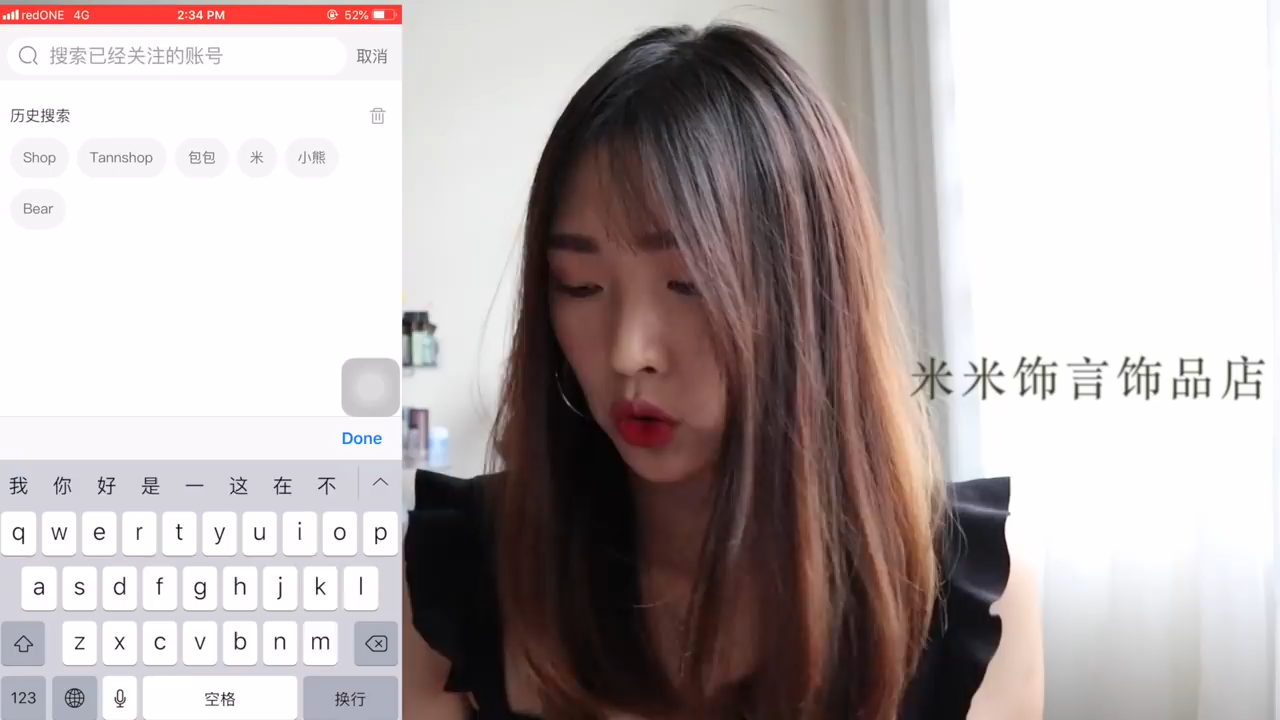 redONE 4G 2:34 PM 52%
搜索已经关注的账号 取消
历史搜索
Shop Tannshop 包包 米 小熊
Bear
米米饰言饰品店
Done
我 你 好 是 一 这 在 不
q w e r t y u i o p
a s d f g h j k l
z x c v b n m
123 空格 换行